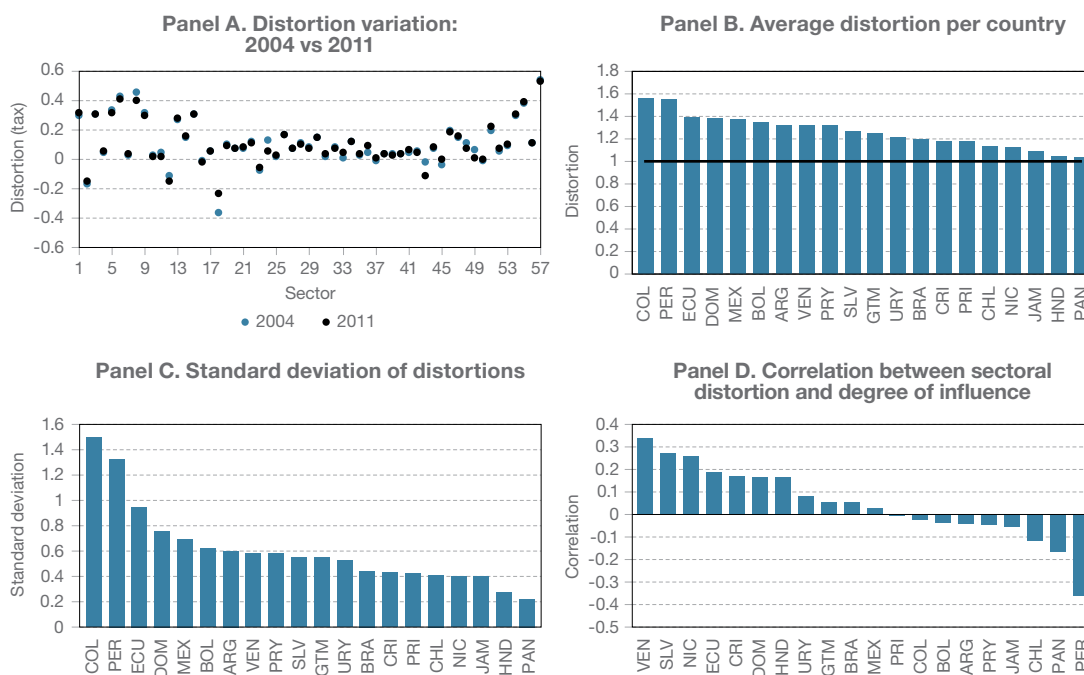 Panel A. Distortion variation:
2004 vs 2011
Distortion (tax)
0.6
0.4
0.2
0
-0.2
-0.4
-0.6
1 5 9 13 17 21 25 29 33 37 41 45 49 53 57
Sector
2004 2011
Panel B. Average distortion per country
Distortion
1.8
1.6
1.4
1.2
1
0.8
0.6
0.4
0.2
0
COL PER ECU DOM MEX BOL ARG VEN PRY SLV GTM URY BRA CRI PRI CHL NIC JAM HND PAN
Panel C. Standard deviation of distortions
Standard deviation
1.6
1.4
1.2
1
0.8
0.6
0.4
0.2
0
COL PER ECU DOM MEX BOL ARG VEN PRY SLV GTM URY BRA CRI PRI CHL NIC JAM HND PAN
Panel D. Correlation between sectoral
distortion and degree of influence
Correlation
0.4
0.3
0.2
0.1
0
-0.1
-0.2
-0.3
-0.4
-0.5
VEN SLV NIC ECU CRI DOM HND URY GTM BRA MEX PRI COL BOL ARG PRY JAM CHL PAN PER